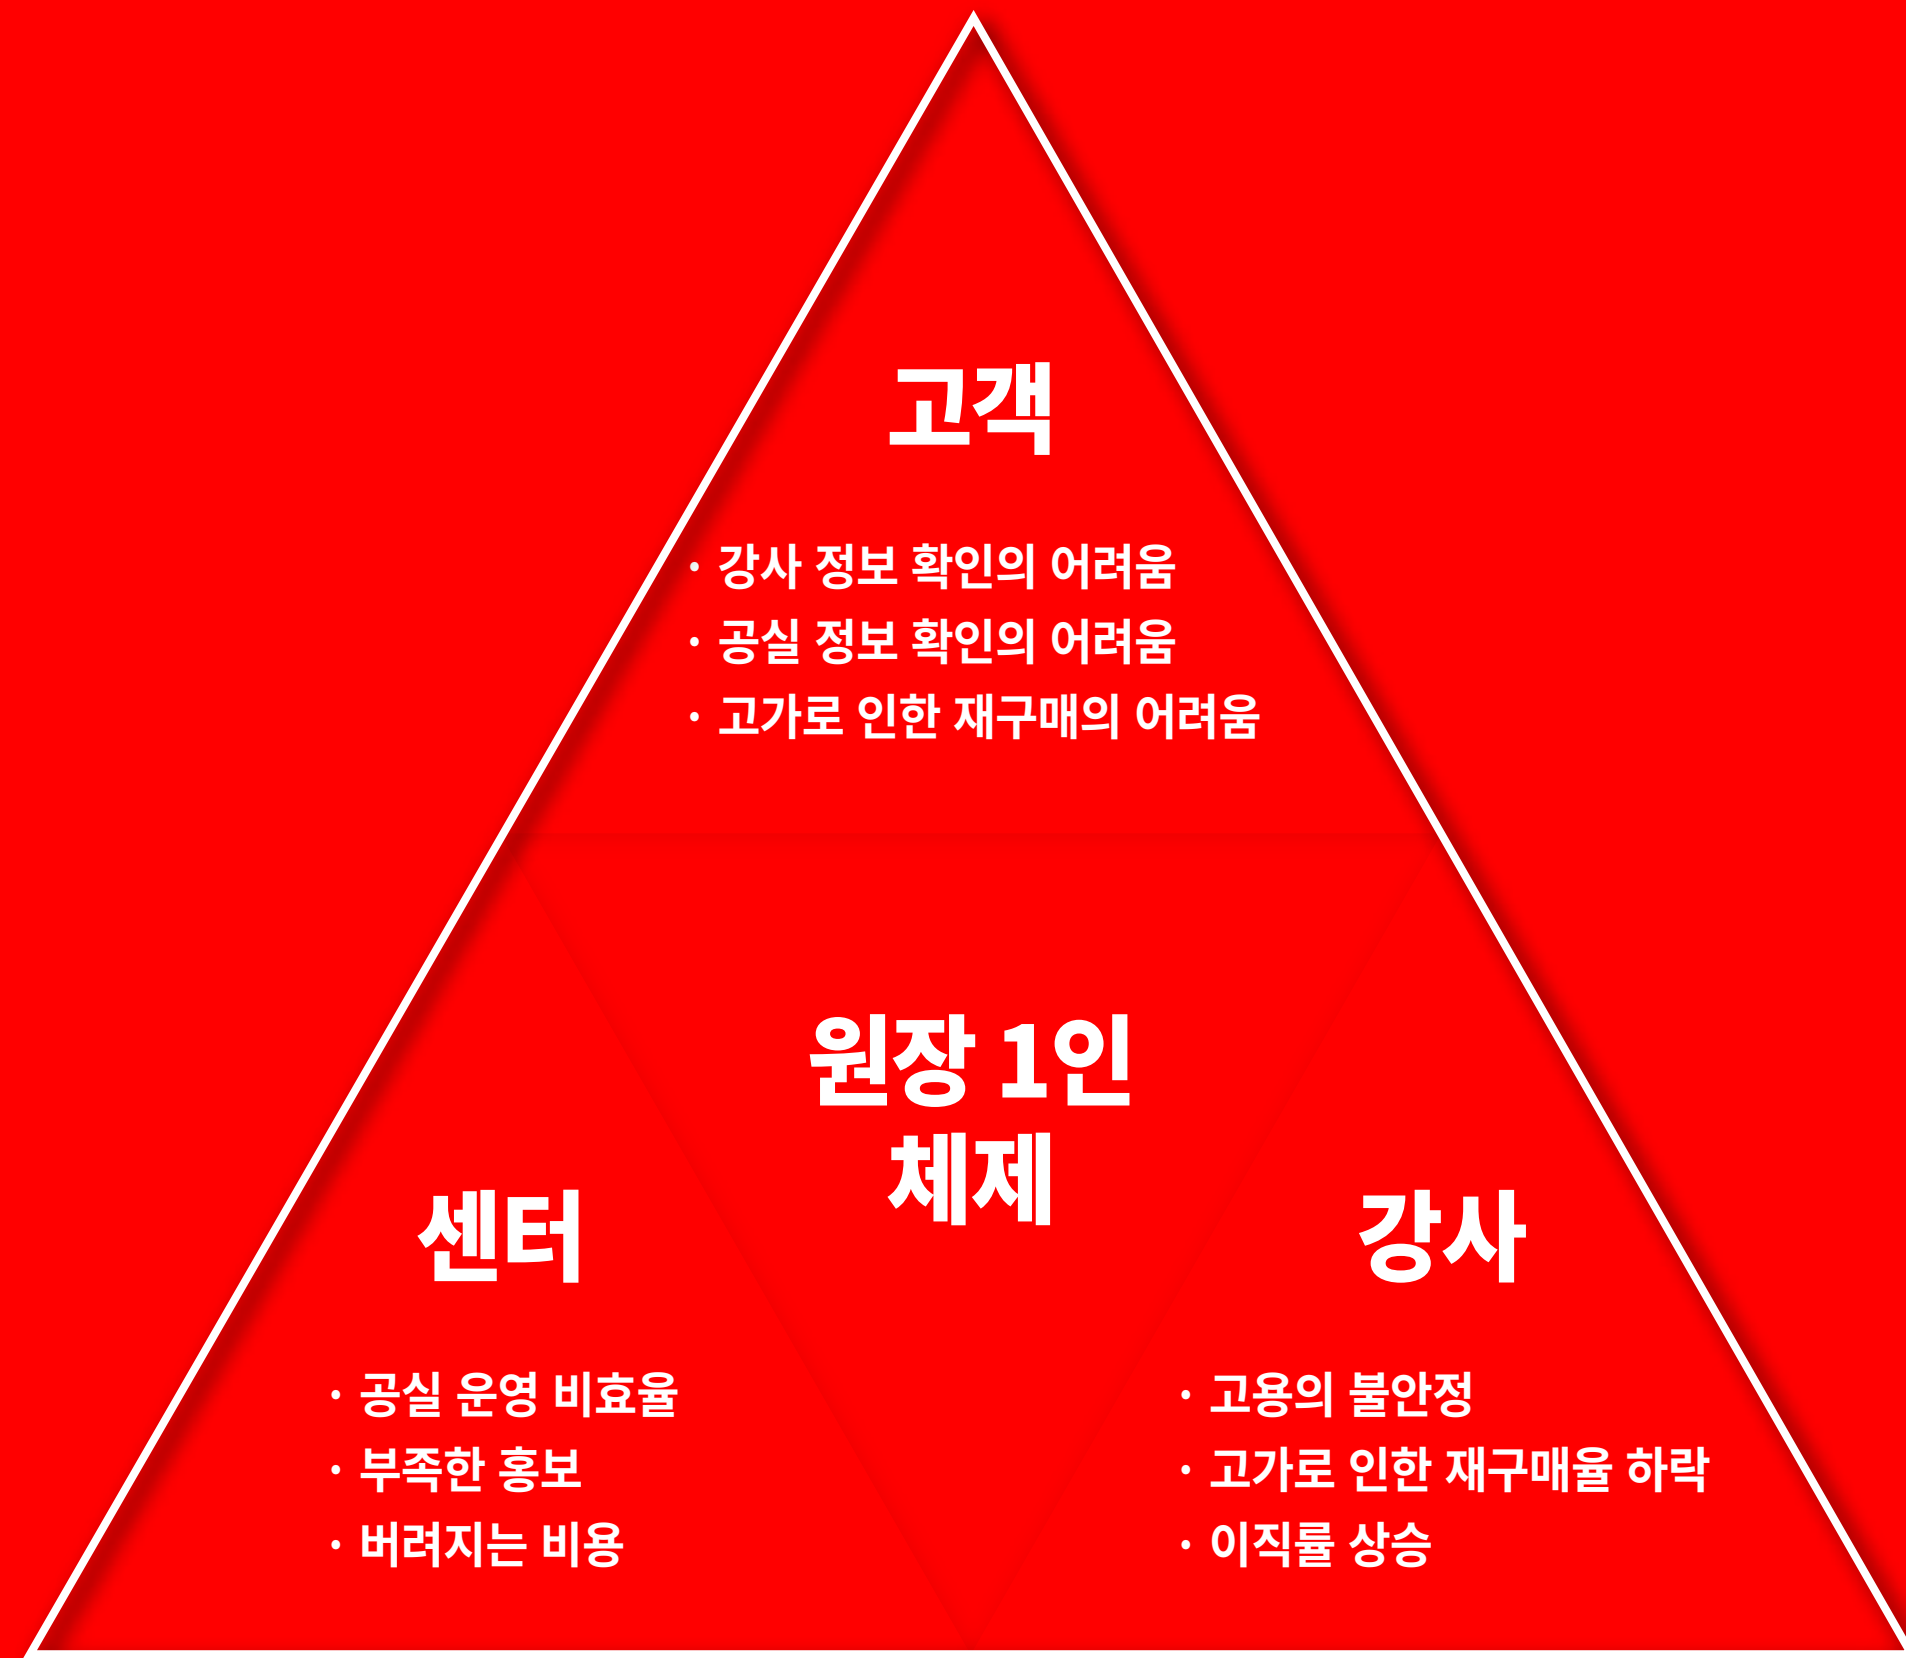 고객
· 강사 정보 확인의 어려움
· 공실 정보 확인의 어려움
· 고가로 인한 재구매의 어려움
원장 1인
체제
센터
· 공실 운영 비효율
· 부족한 홍보
· 버려지는 비용
강사
· 고용의 불안정
· 고가로 인한 재구매율 하락
· 이직률 상승